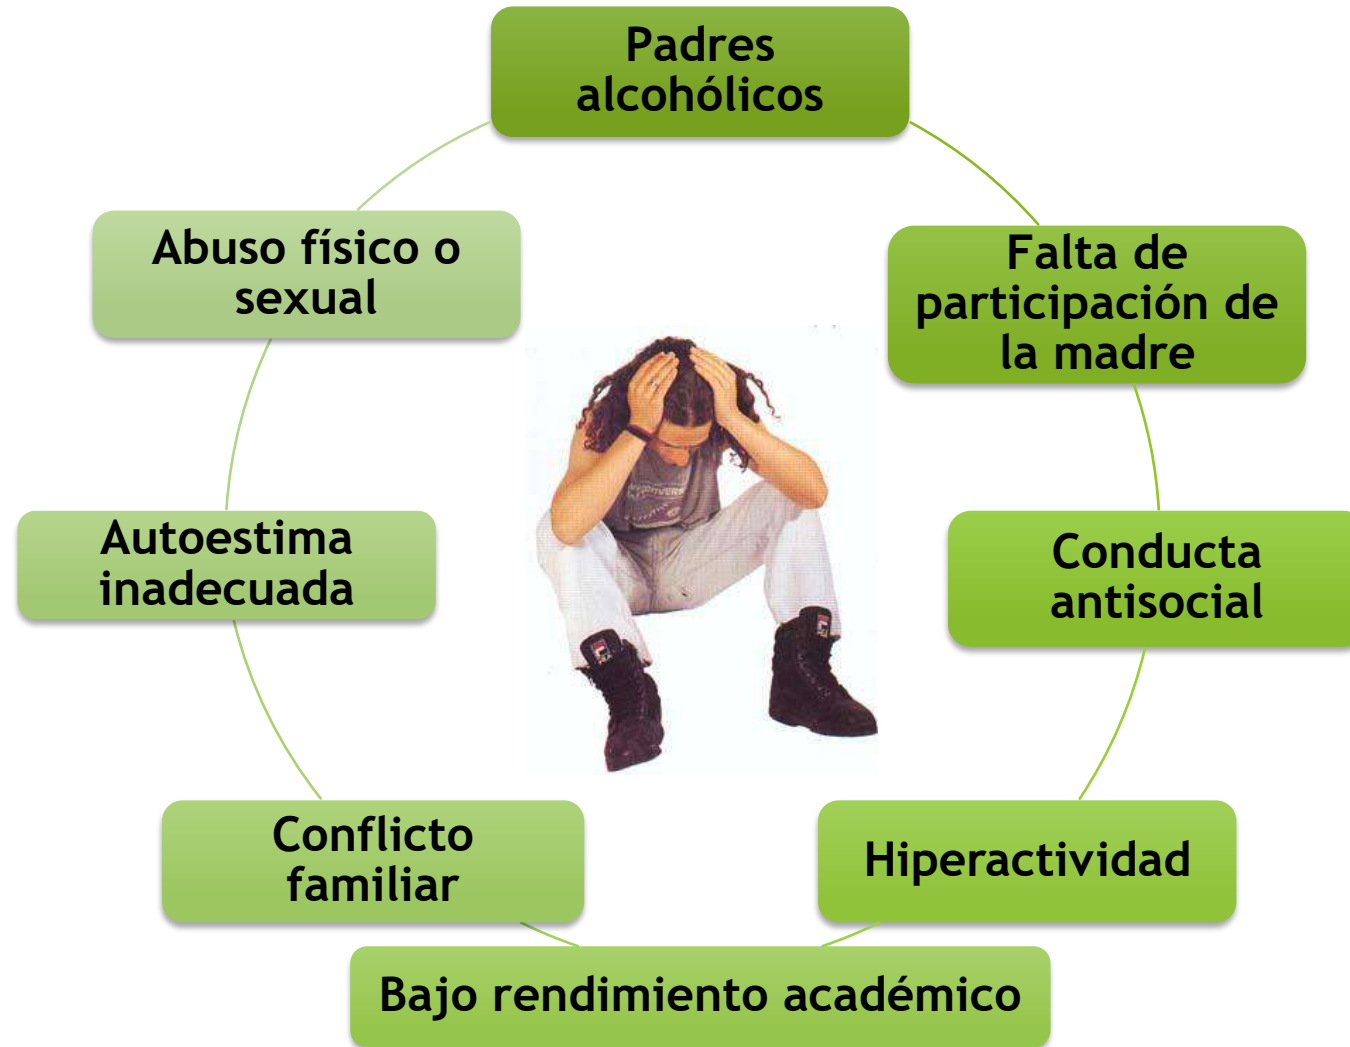 Padres
alcohólicos
Falta de
participación de
la madre
Conducta
antisocial
Hiperactividad
Bajo rendimiento académico
Conflicto
familiar
Autoestima
inadecuada
Abuso físico o
sexual